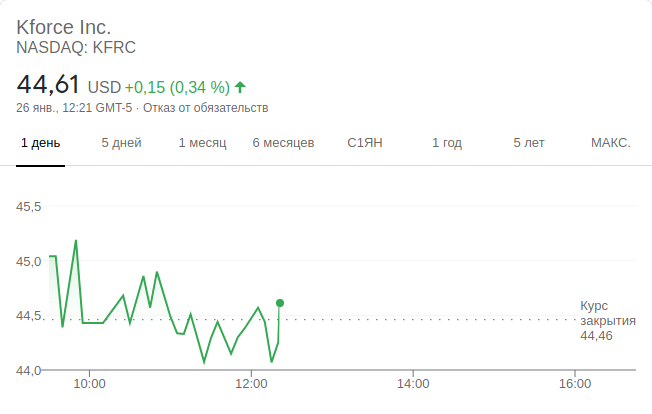 Kforce Inc.
NASDAQ: KFRC
44,61 USD +0,15 (0,34 %)
26 янв., 12:21 GMT-5 · Отказ от обязательств
1 день 5 дней 1 месяц 6 месяцев С1ЯН 1 год 5 лет МАКС.
45,5
45,0
44,5
44,0
Курс
закрытия
44,46
10:00 12:00 14:00 16:00